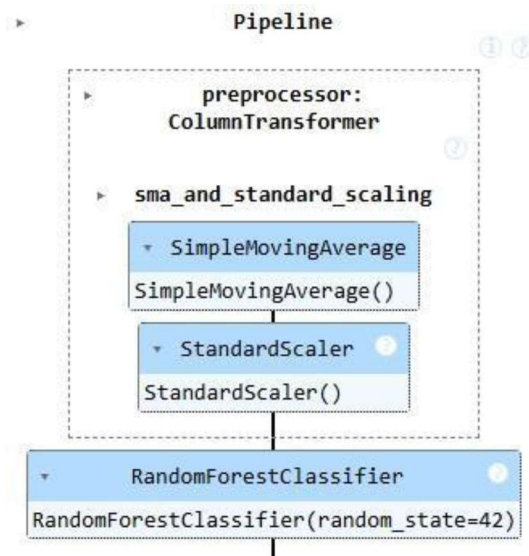 Pipeline
preprocessor:
ColumnTransformer
sma_and_standard_scaling
SimpleMovingAverage
SimpleMovingAverage()
StandardScaler
StandardScaler()
RandomForestClassifier
RandomForestClassifier(random_state=42)